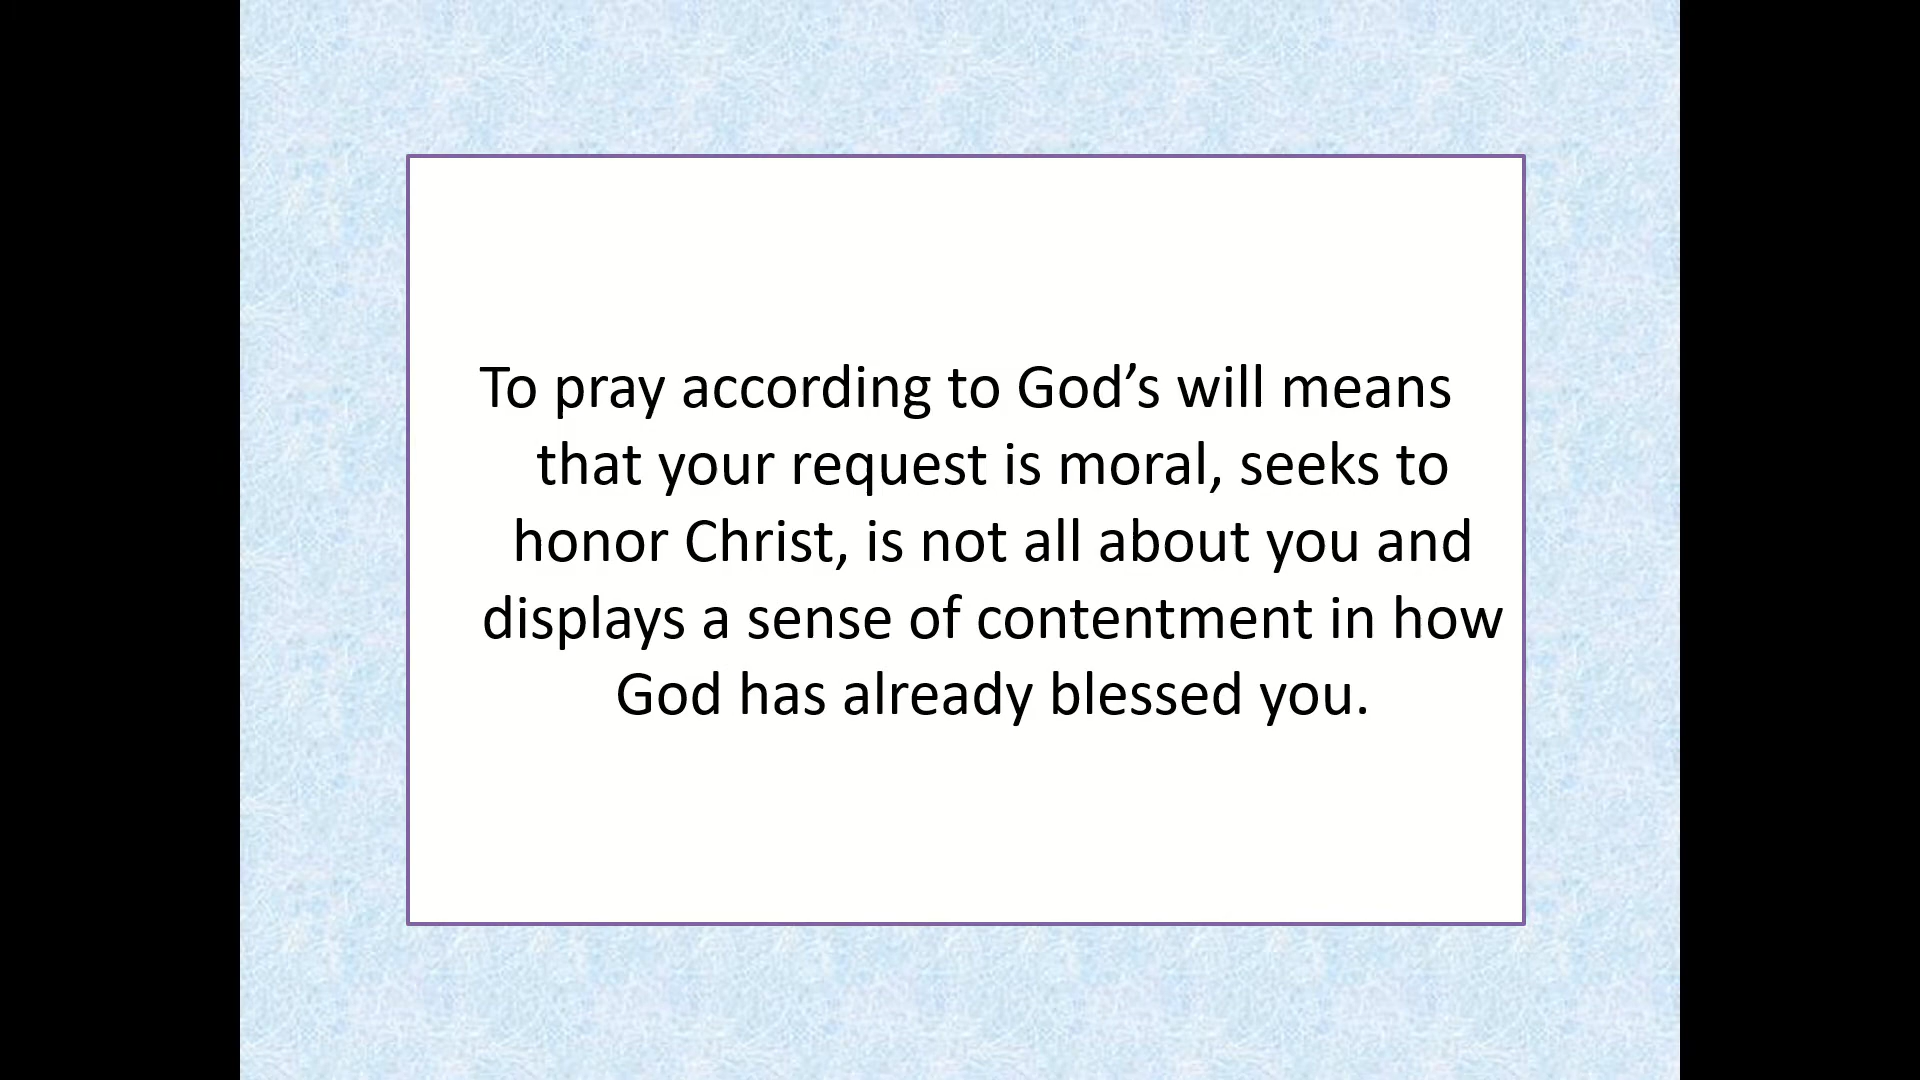 To pray according to God’s will means
that your request is moral, seeks to
honor Christ, is not all about you and
displays a sense of contentment in how
God has already blessed you.